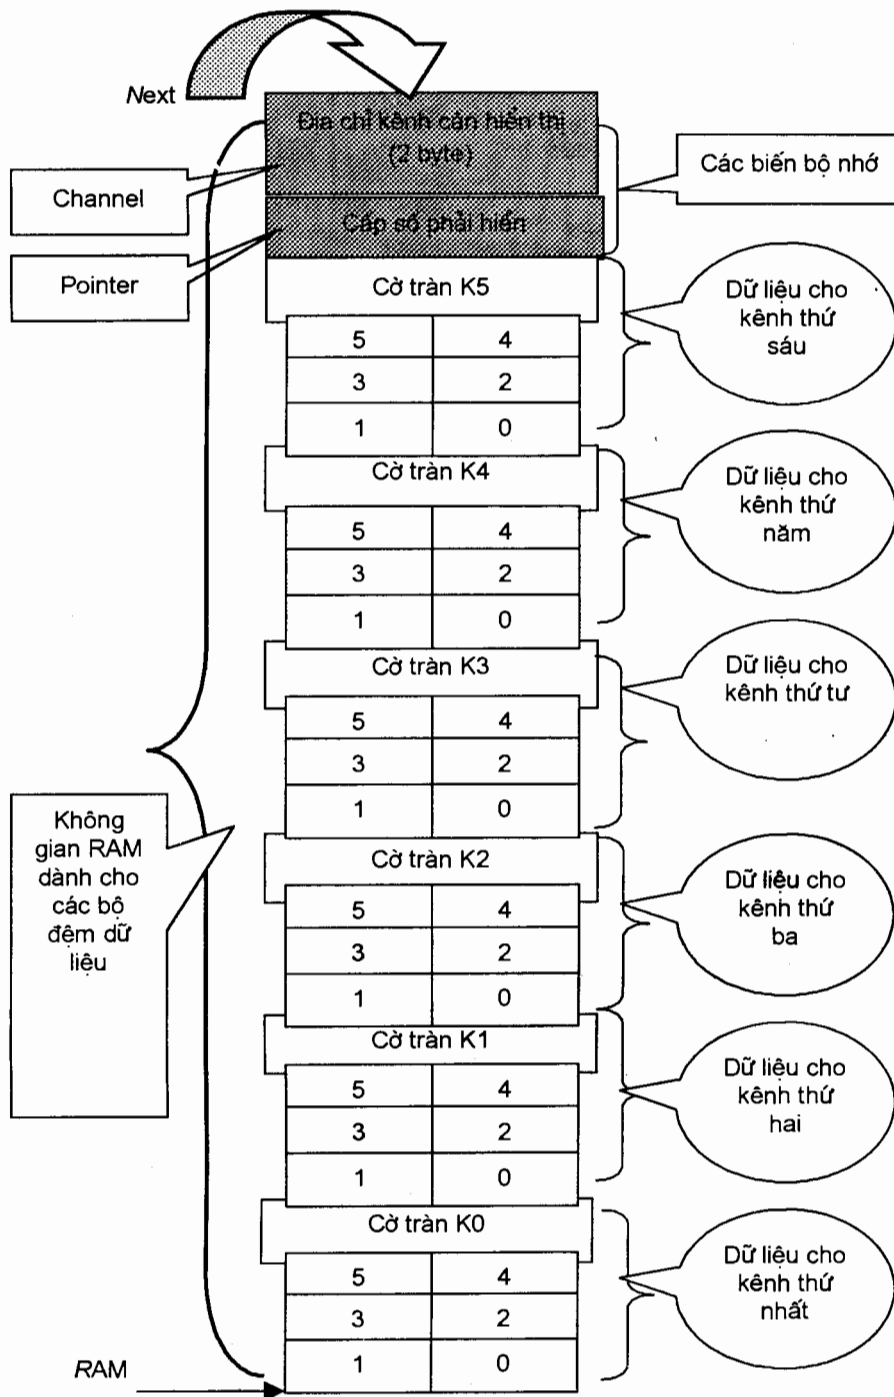 Next
Địa chỉ kênh cần hiển thị
(2 byte)
Các biến bộ nhớ
Channel
Cấp số phải hiển
Pointer
Cờ tràn K5
5 4
3 2
1 0
Dữ liệu cho
kênh thứ
sáu
Cờ tràn K4
5 4
3 2
1 0
Dữ liệu cho
kênh thứ
năm
Cờ tràn K3
5 4
3 2
1 0
Dữ liệu cho
kênh thứ tư
Không
gian RAM
dành cho
các bộ
đệm dữ
liệu
Cờ tràn K2
5 4
3 2
1 0
Dữ liệu cho
kênh thứ
ba
Cờ tràn K1
5 4
3 2
1 0
Dữ liệu cho
kênh thứ
hai
Cờ tràn K0
5 4
3 2
1 0
Dữ liệu cho
kênh thứ
nhất
RAM